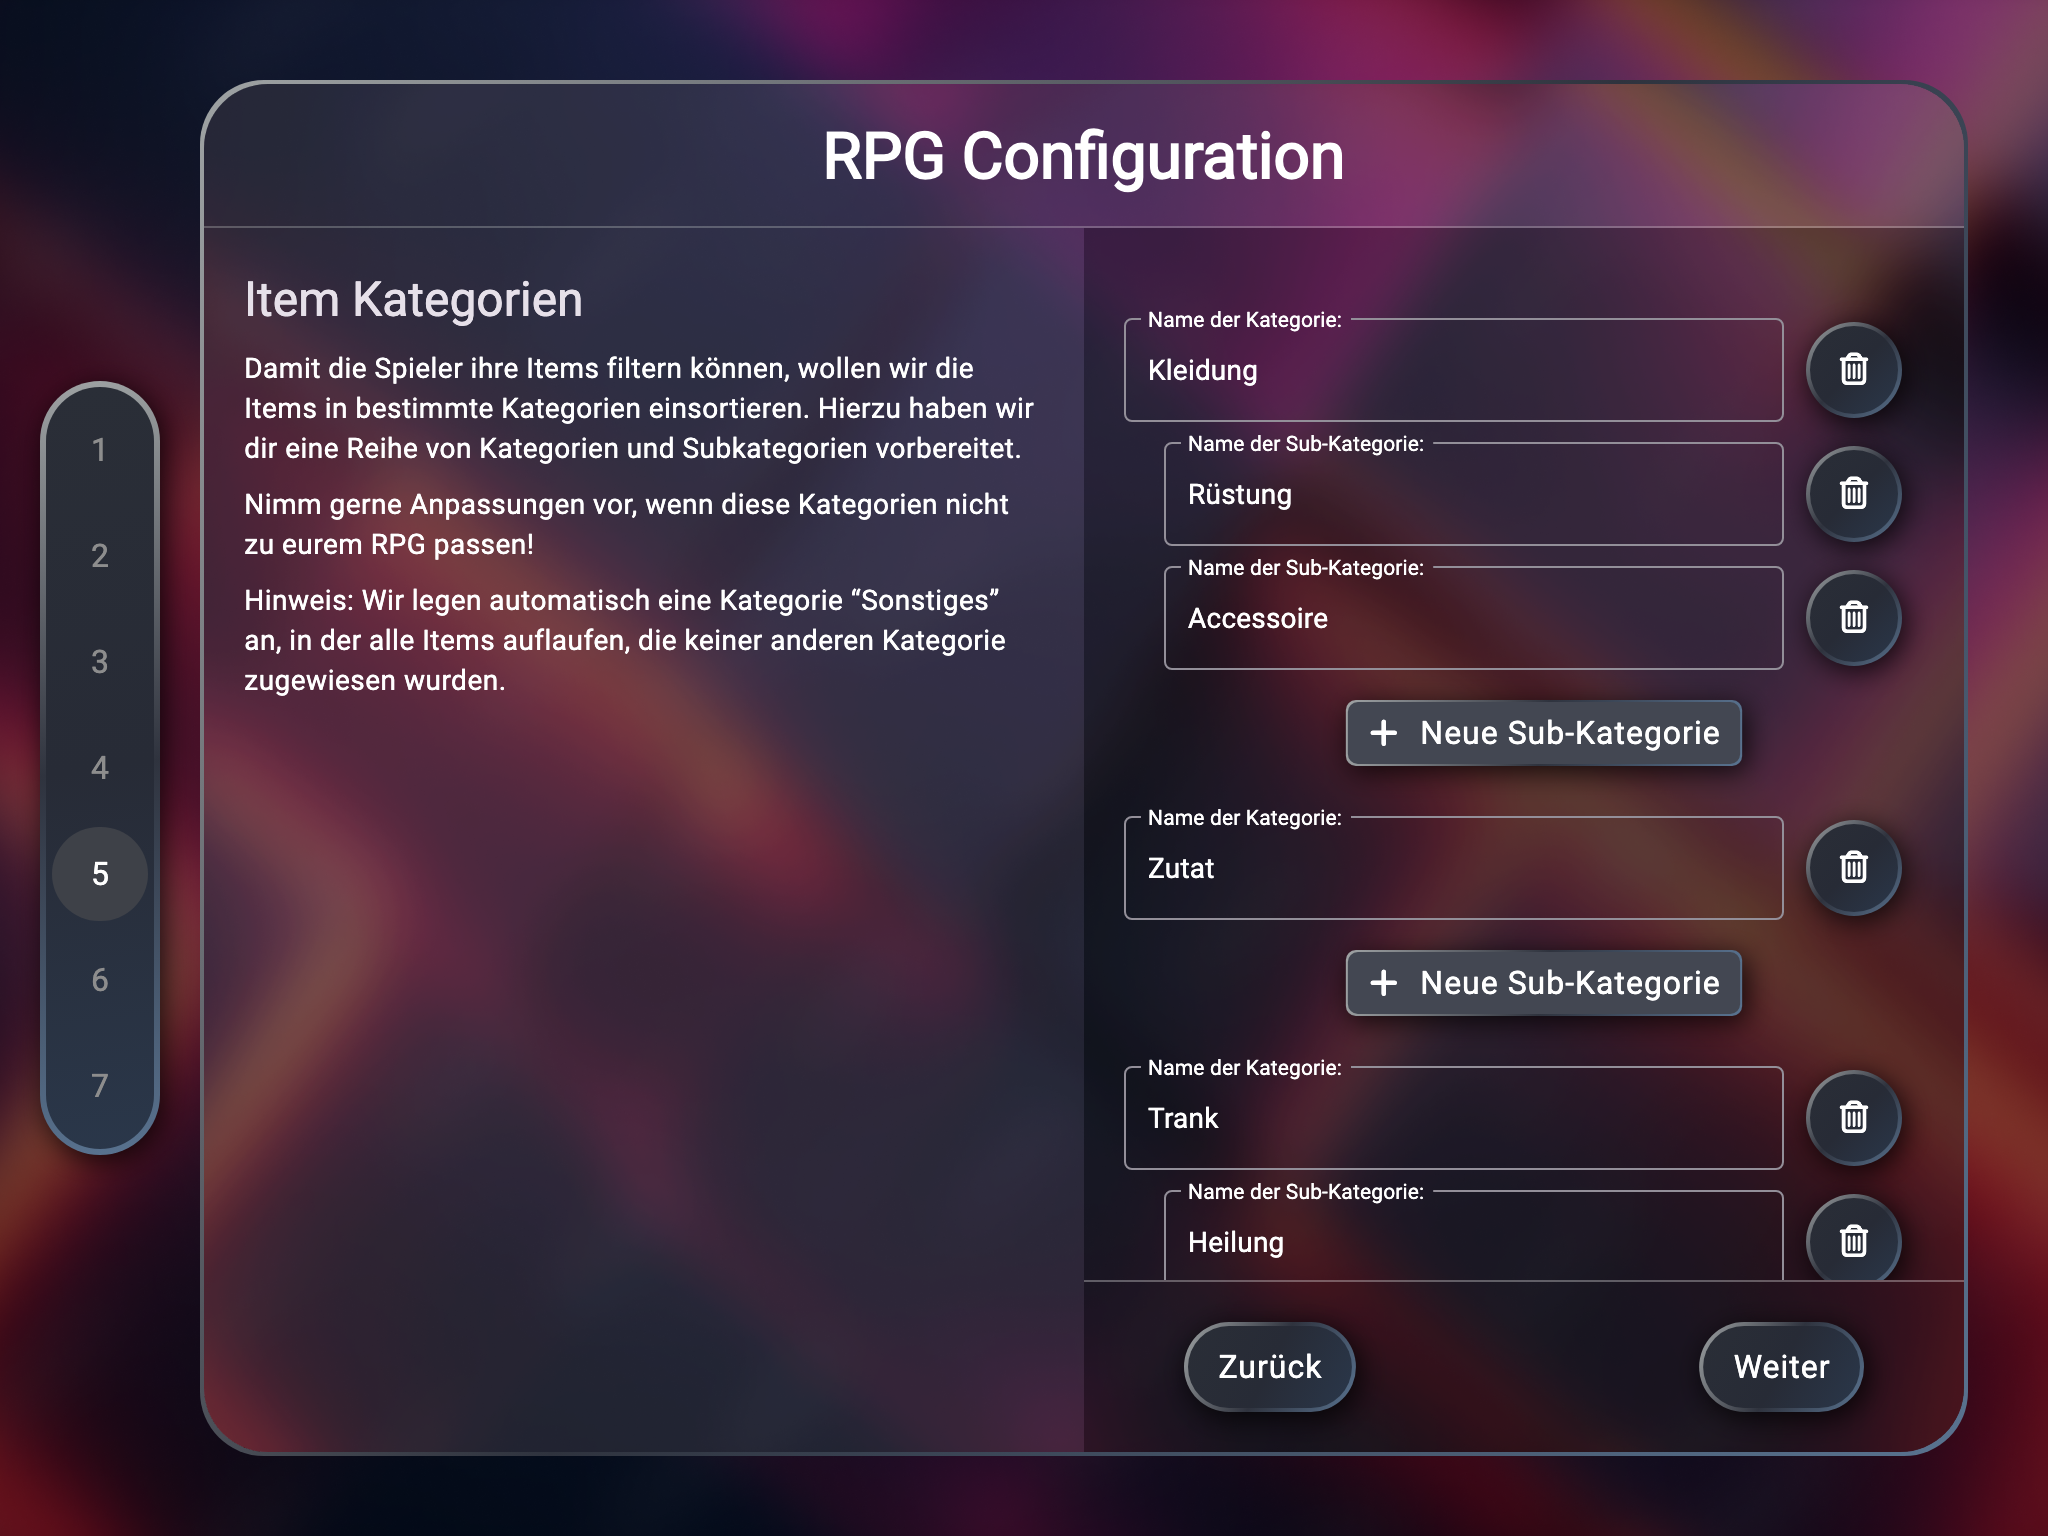 RPG Configuration
1
2
3
4
5
6
7
Item Kategorien
Damit die Spieler ihre Items filtern können, wollen wir die
Items in bestimmte Kategorien einsortieren. Hierzu haben wir
dir eine Reihe von Kategorien und Subkategorien vorbereitet.
Nimm gerne Anpassungen vor, wenn diese Kategorien nicht
zu eurem RPG passen!
Hinweis: Wir legen automatisch eine Kategorie “Sonstiges”
an, in der alle Items auflaufen, die keiner anderen Kategorie
zugewiesen wurden.
Name der Kategorie:
Kleidung
Name der Sub-Kategorie:
Rüstung
Name der Sub-Kategorie:
Accessoire
+ Neue Sub-Kategorie
Name der Kategorie:
Zutat
+ Neue Sub-Kategorie
Name der Kategorie:
Trank
Name der Sub-Kategorie:
Heilung
Zurück
Weiter